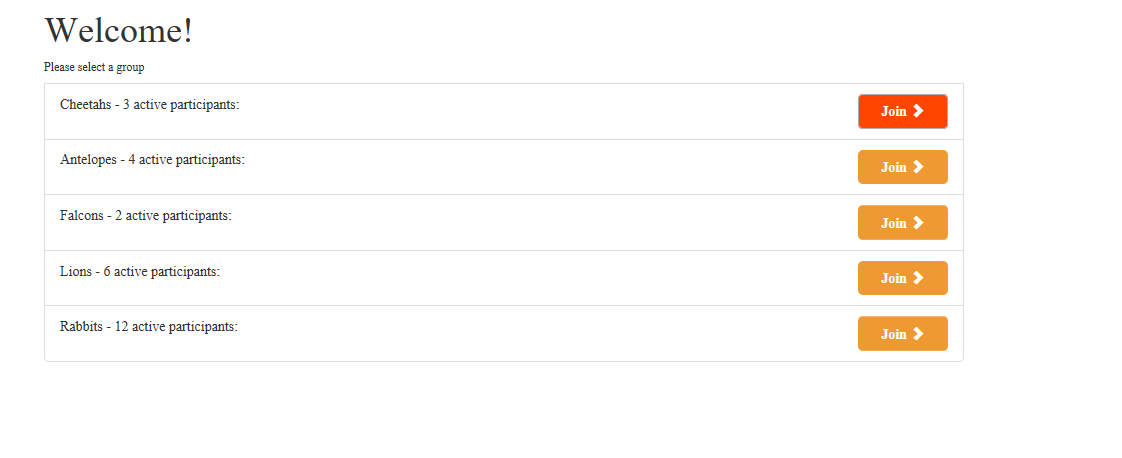 Welcome!
Please select a group
Cheetahs - 3 active participants:
Join
Antelopes - 4 active participants:
Join
Falcons - 2 active participants:
Join
Lions - 6 active participants:
Join
Rabbits - 12 active participants:
Join